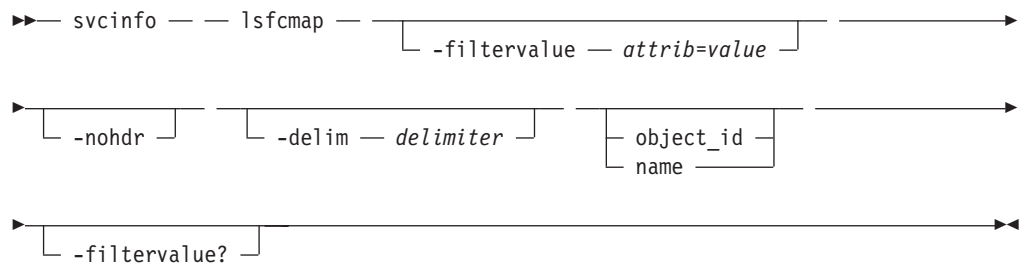 svcinfo lsfcmap
-filtervalue attrib=value
-nohdr -delim delimiter object_id
name
-filtervalue?